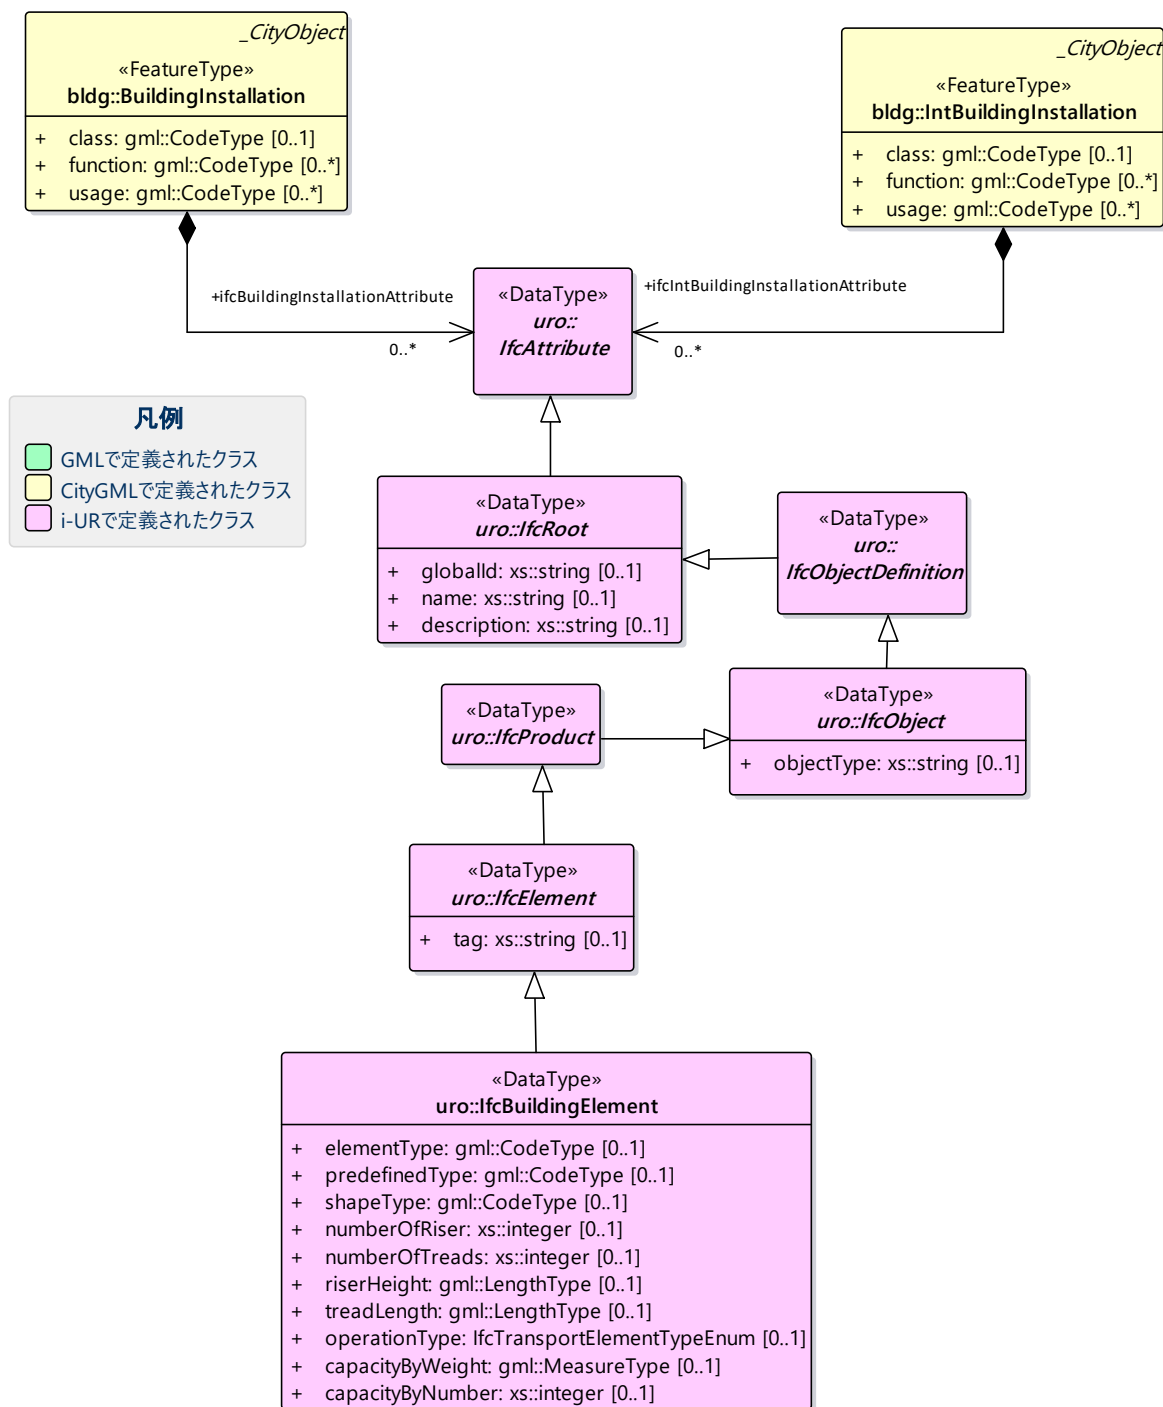 _CityObject
«FeatureType»
bldg::BuildingInstallation
+ class: gml::CodeType [0..1]
+ function: gml::CodeType [0..*]
+ usage: gml::CodeType [0..*]
_CityObject
«FeatureType»
bldg::IntBuildingInstallation
+ class: gml::CodeType [0..1]
+ function: gml::CodeType [0..*]
+ usage: gml::CodeType [0..*]
+ifcBuildingInstallationAttribute
0..*
«DataType»
uro::
IfcAttribute
+ifcIntBuildingInstallationAttribute
0..*
凡例
GMLで定義されたクラス
CityGMLで定義されたクラス
i-URで定義されたクラス
«DataType»
uro::IfcRoot
+ globalId: xs::string [0..1]
+ name: xs::string [0..1]
+ description: xs::string [0..1]
«DataType»
uro::
IfcObjectDefinition
«DataType»
uro::IfcProduct
«DataType»
uro::IfcObject
+ objectType: xs::string [0..1]
«DataType»
uro::IfcElement
+ tag: xs::string [0..1]
«DataType»
uro::IfcBuildingElement
+ elementType: gml::CodeType [0..1]
+ predefinedType: gml::CodeType [0..1]
+ shapeType: gml::CodeType [0..1]
+ numberOfRiser: xs::integer [0..1]
+ numberOfTreads: xs::integer [0..1]
+ riserHeight: gml::LengthType [0..1]
+ treadLength: gml::LengthType [0..1]
+ operationType: IfcTransportElementTypeEnum [0..1]
+ capacityByWeight: gml::MeasureType [0..1]
+ capacityByNumber: xs::integer [0..1]